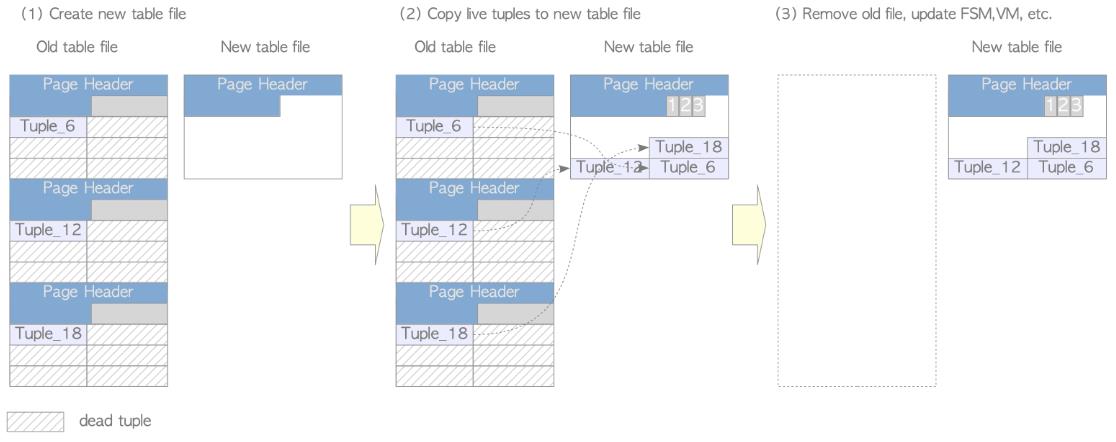 (1) Create new table file
Old table file
New table file
Page Header
Page Header
Tuple_6
Page Header
Tuple_12
Page Header
Tuple_18
(2) Copy live tuples to new table file
Old table file
New table file
Page Header
Page Header
1 2 3
Tuple_6
Tuple_18
Tuple_12
Tuple_6
Page Header
Tuple_12
Page Header
Tuple_18
(3) Remove old file, update FSM,VM, etc.
New table file
Page Header
1 2 3
Tuple_18
Tuple_12
Tuple_6
dead tuple